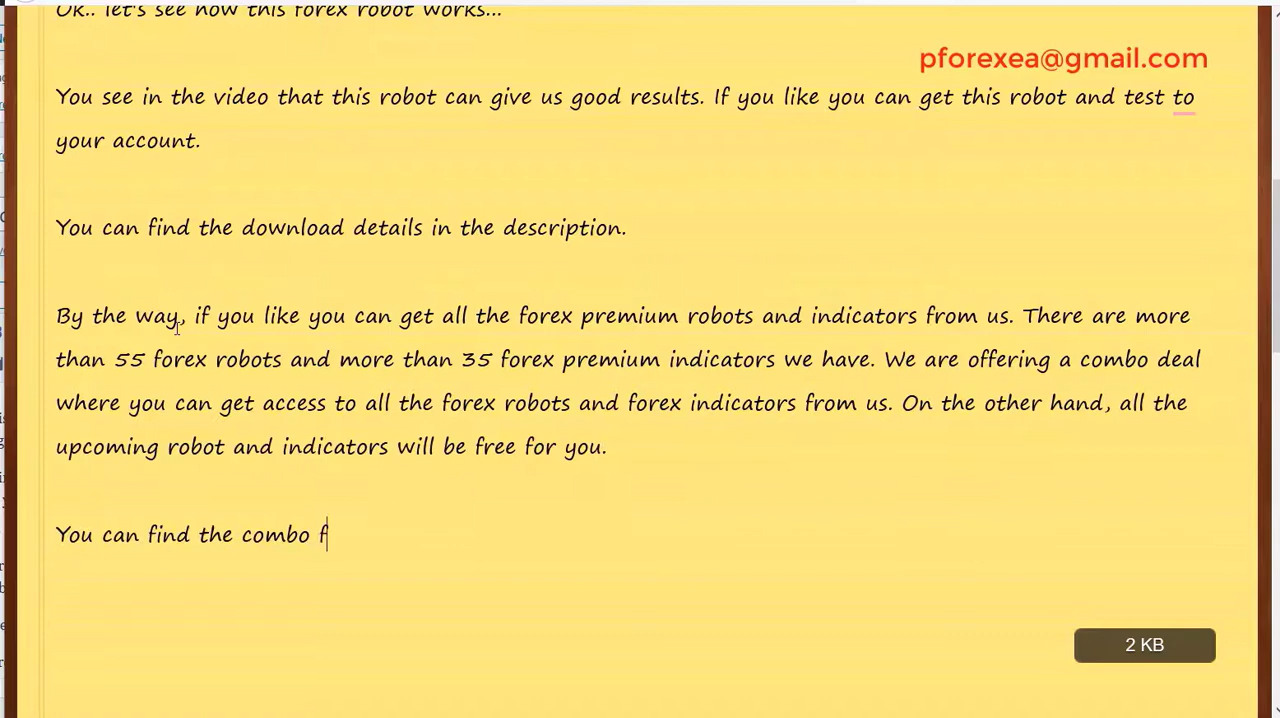 Ok.. let's see how this forex robot works...
pforexea@gmail.com
You see in the video that this robot can give us good results. If you like you can get this robot and test to
your account.
You can find the download details in the description.
By the way, if you like you can get all the forex premium robots and indicators from us. There are more
than 55 forex robots and more than 35 forex premium indicators we have. We are offering a combo deal
where you can get access to all the forex robots and forex indicators from us. On the other hand, all the
upcoming robot and indicators will be free for you.
You can find the combo f
2 KB